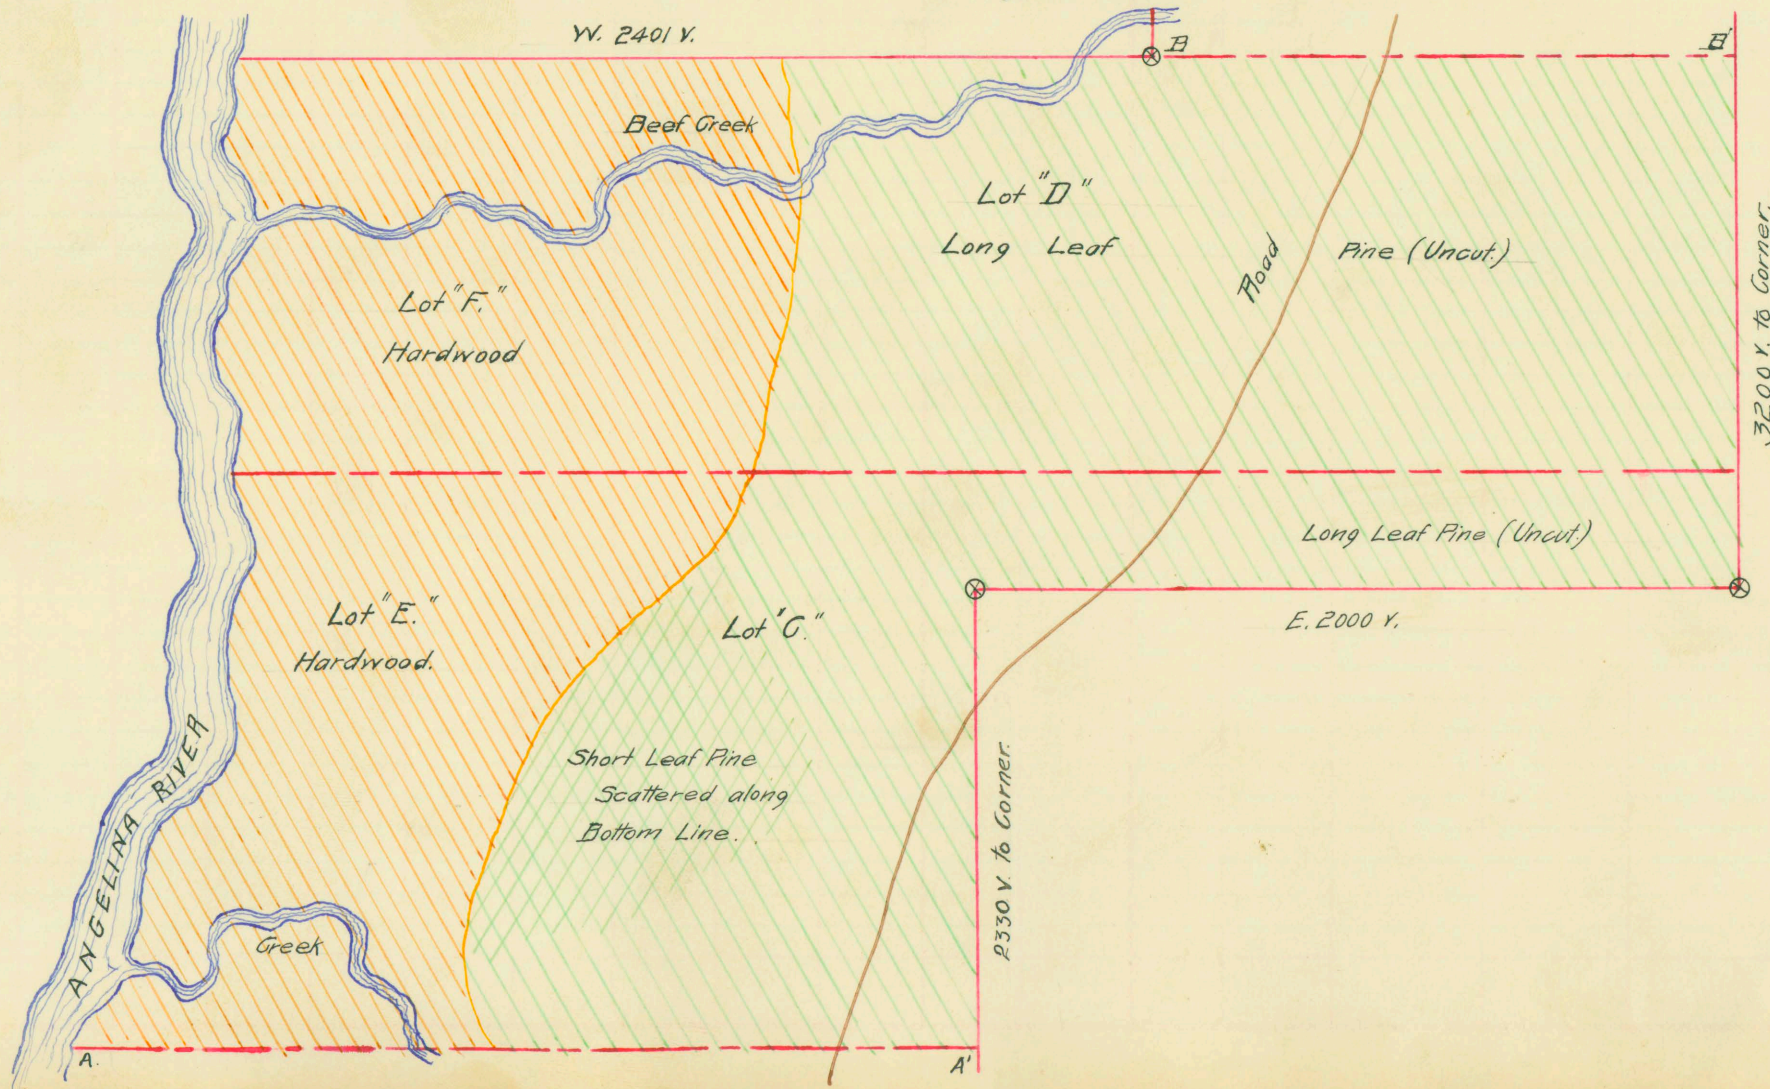 W. 2401 V.
B
B'
Beef Creek
Lot "D"
Long Leaf
Pine (Uncut.)
Road
3200 V. to Corner.
Lot "F."
Hardwood
Long Leaf Pine (Uncut.)
E. 2000 V.
Lot "E."
Hardwood.
Lot "C."
Short Leaf Pine
Scattered along
Bottom Line.
2330 V. to Corner.
ANGELINA RIVER
Creek
A.
A'